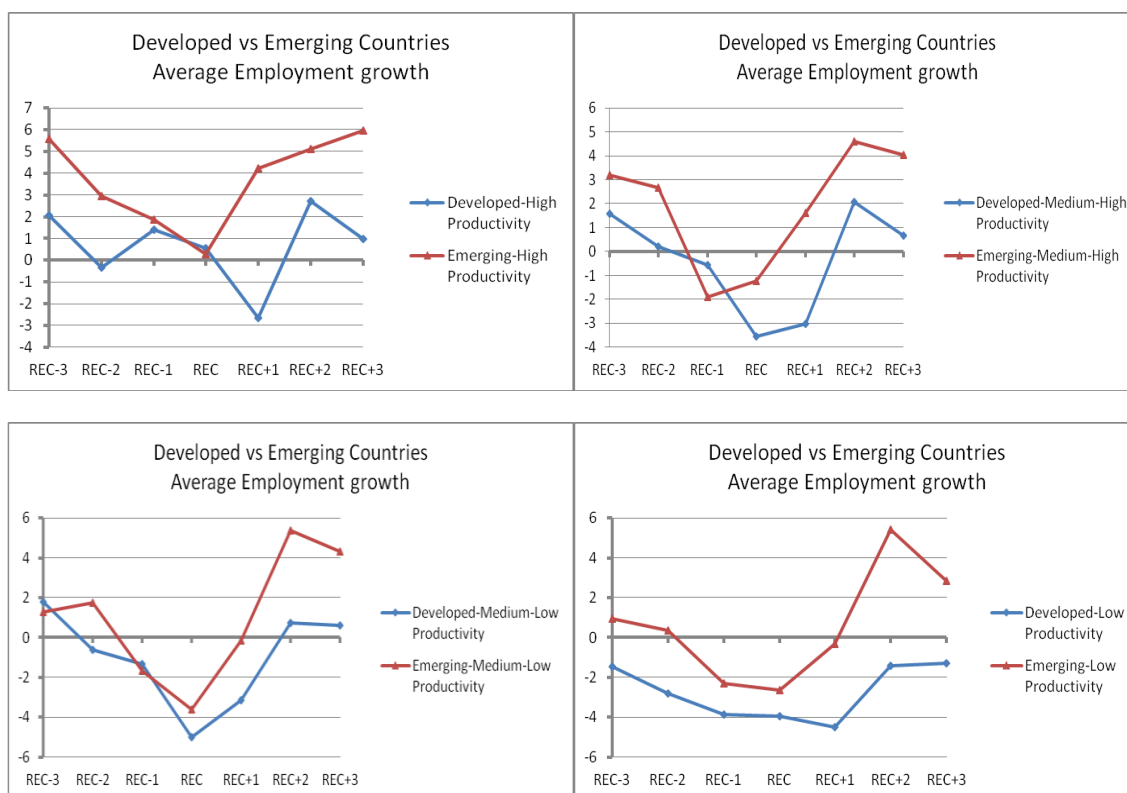 Developed vs Emerging Countries
Average Employment growth
7
6
5
4
3
2
1
0
-1
-2
-3
-4
REC-3 REC-2 REC-1 REC REC+1 REC+2 REC+3
Developed-High
Productivity
Emerging-High
Productivity
Developed vs Emerging Countries
Average Employment growth
6
5
4
3
2
1
0
-1
-2
-3
-4
REC-3 REC-2 REC-1 REC REC+1 REC+2 REC+3
Developed-Medium-High
Productivity
Emerging-Medium-High
Productivity
Developed vs Emerging Countries
Average Employment growth
6
4
2
0
-2
-4
-6
REC-3 REC-2 REC-1 REC REC+1 REC+2 REC+3
Developed-Medium-Low
Productivity
Emerging-Medium-Low
Productivity
Developed vs Emerging Countries
Average Employment growth
6
4
2
0
-2
-4
-6
REC-3 REC-2 REC-1 REC REC+1 REC+2 REC+3
Developed-Low
Productivity
Emerging-Low
Productivity